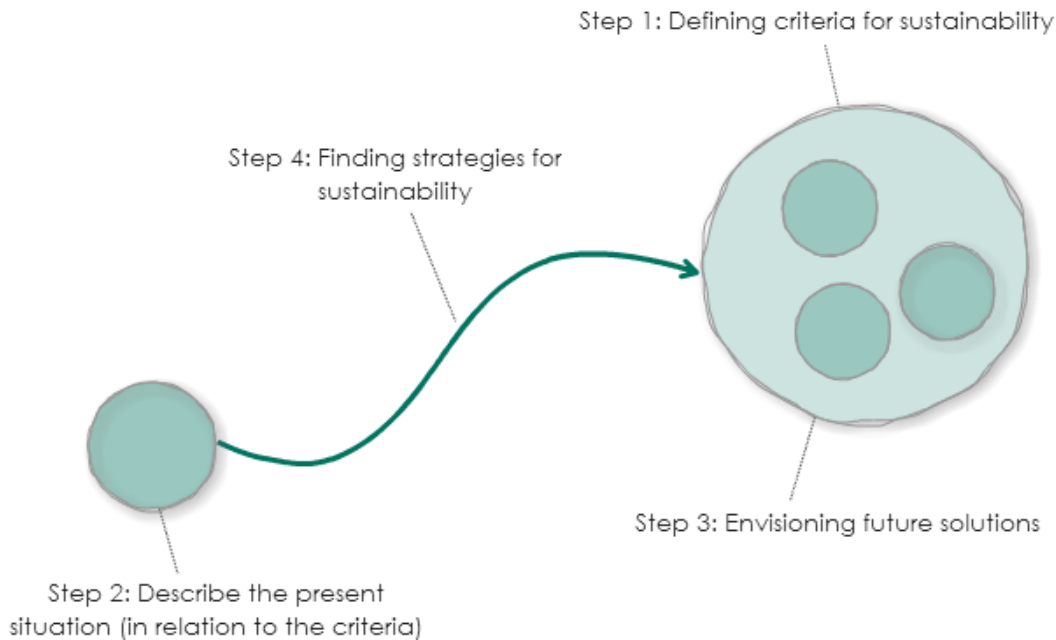 Step 1: Defining criteria for sustainability
Step 4: Finding strategies for
sustainability
Step 3: Envisioning future solutions
Step 2: Describe the present
situation (in relation to the criteria)